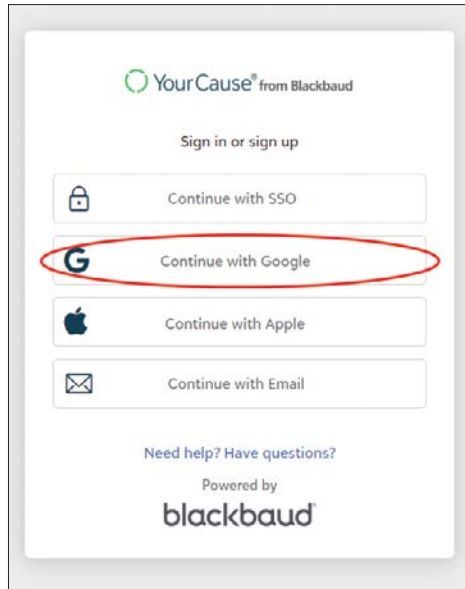 YourCause® from Blackbaud
Sign in or sign up
Continue with SSO
G Continue with Google
Continue with Apple
Continue with Email
Need help? Have questions?
Powered by
blackbaud